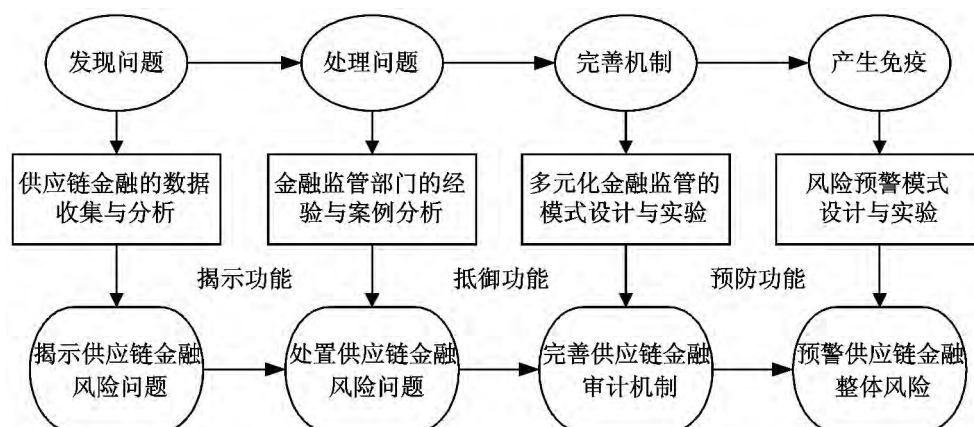 发现问题
处理问题
完善机制
产生免疫
供应链金融的数据
收集与分析
金融监管部门的经
验与案例分析
多元化金融监管的
模式设计与实验
风险预警模式
设计与实验
揭示功能
抵御功能
预防功能
揭示供应链金融
风险问题
处置供应链金融
风险问题
完善供应链金融
审计机制
预警供应链金融
整体风险